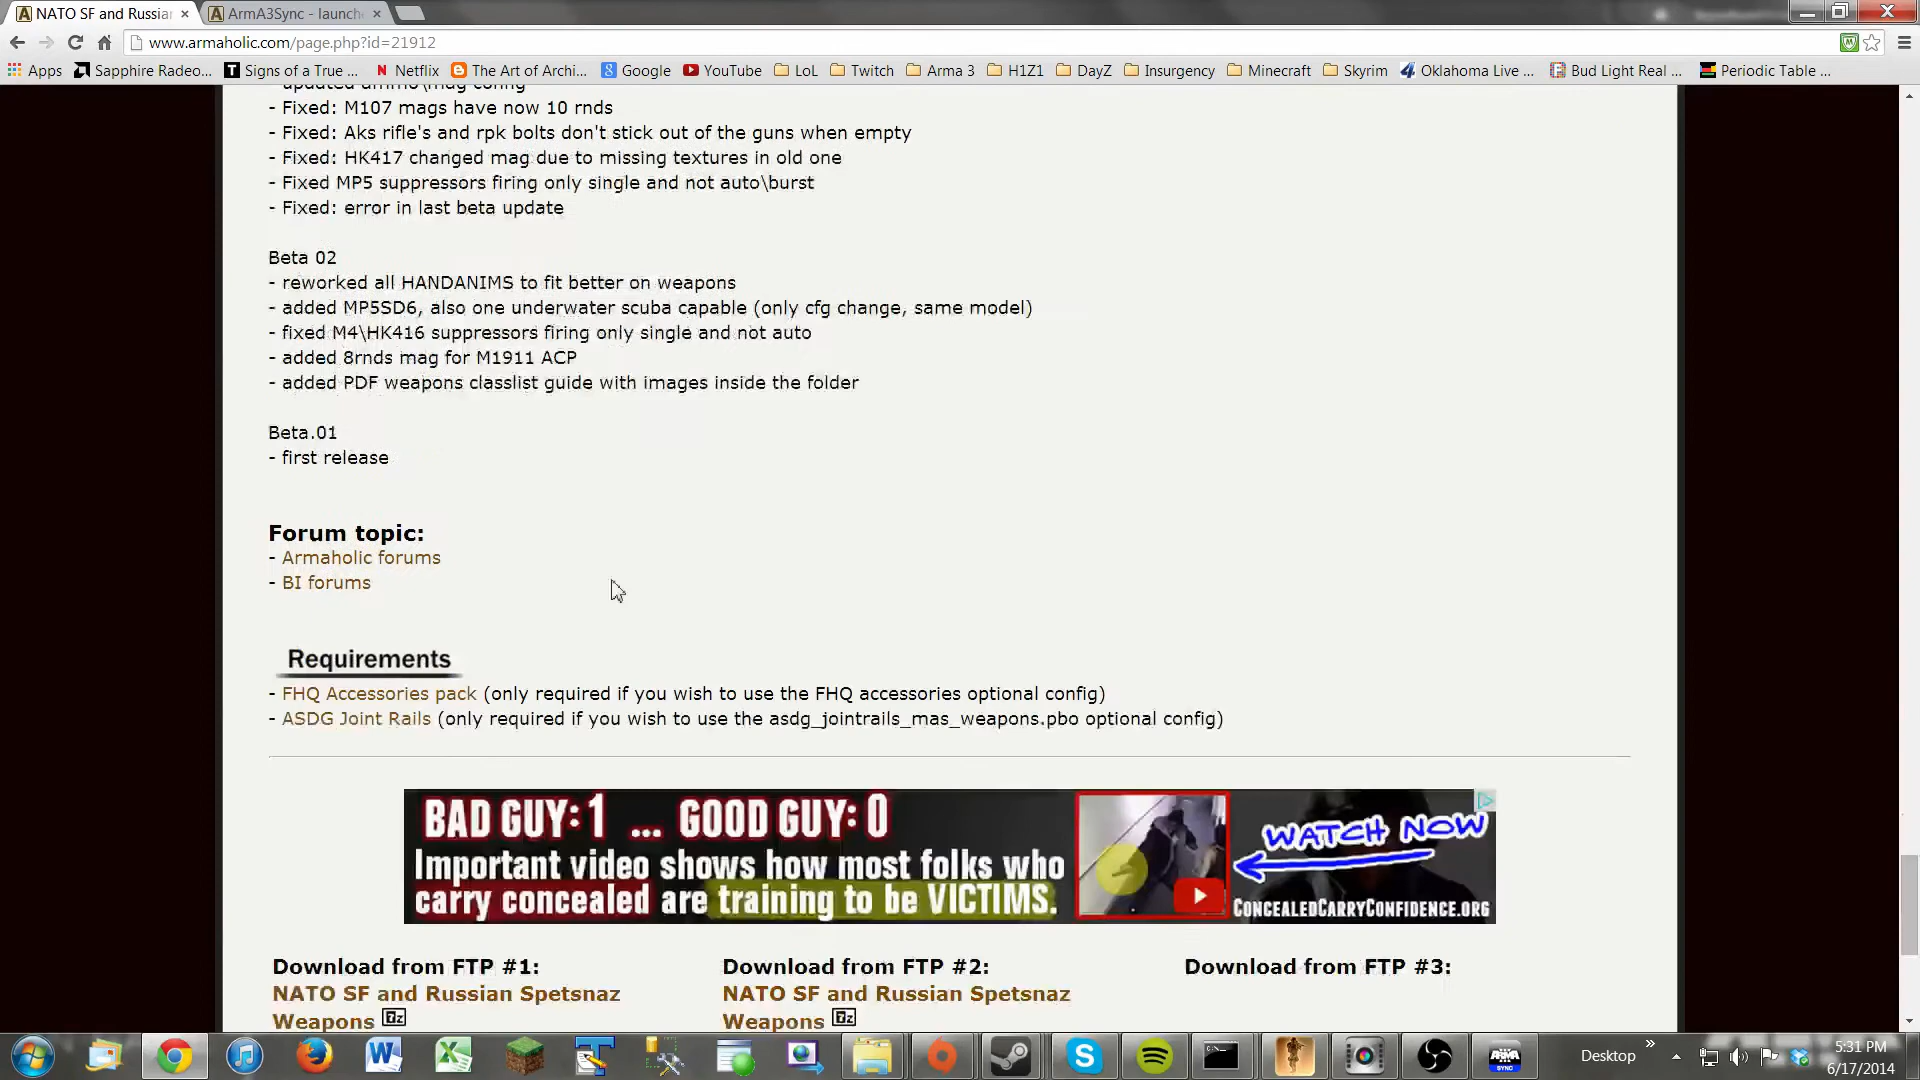 NATO SF and Russia
ArmA3Sync - launch
www.armaholic.com/page.php?id=21912
Apps Sapphire Radeo... Signs of a True ... Netflix The Art of Archi... Google YouTube LoL Twitch Arma 3 H1Z1 DayZ Insurgency Minecraft Skyrim Oklahoma Live ... Bud Light Real ... Periodic Table ...
- updated ammo\mag config
- Fixed: M107 mags have now 10 rnds
- Fixed: Aks rifle's and rpk bolts don't stick out of the guns when empty
- Fixed: HK417 changed mag due to missing textures in old one
- Fixed MP5 suppressors firing only single and not auto\burst
- Fixed: error in last beta update
Beta 02
- reworked all HANDANIMS to fit better on weapons
- added MP5SD6, also one underwater scuba capable (only cfg change, same model)
- fixed M4\HK416 suppressors firing only single and not auto
- added 8rnds mag for M1911 ACP
- added PDF weapons classlist guide with images inside the folder
Beta.01
- first release
Forum topic:
- Armaholic forums
- BI forums
Requirements
- FHQ Accessories pack (only required if you wish to use the FHQ accessories optional config)
- ASDG Joint Rails (only required if you wish to use the asdg_jointrails_mas_weapons.pbo optional config)
BAD GUY: 1 ... GOOD GUY: 0
Important video shows how most folks who
carry concealed are training to be VICTIMS.
WATCH NOW
CONCEALEDCARRYCONFIDENCE.ORG
Download from FTP #1:
NATO SF and Russian Spetsnaz
Weapons 7z
Download from FTP #2:
NATO SF and Russian Spetsnaz
Weapons 7z
Download from FTP #3:
Desktop
5:31 PM
6/17/2014